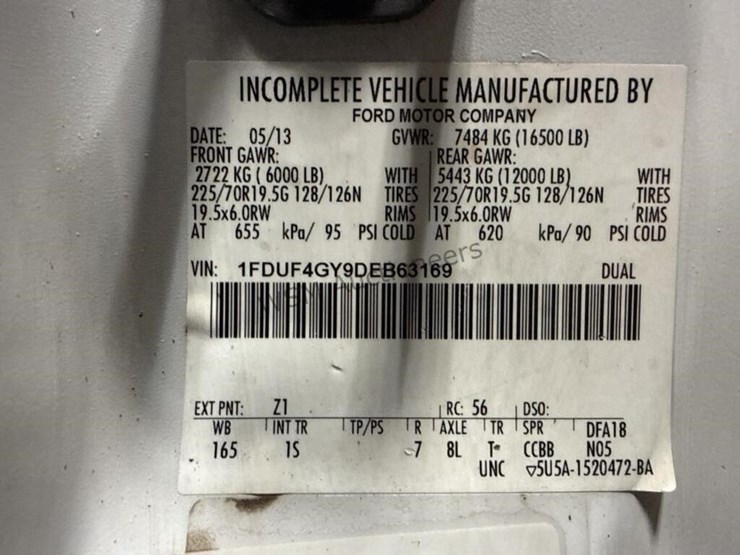 INCOMPLETE VEHICLE MANUFACTURED BY
FORD MOTOR COMPANY
DATE: 05/13 GVWR: 7484 KG (16500 LB)
FRONT GAWR: REAR GAWR:
2722 KG ( 6000 LB) WITH 5443 KG (12000 LB) WITH
225/70R19.5G 128/126N TIRES 225/70R19.5G 128/126N TIRES
19.5x6.0RW RIMS 19.5x6.0RW RIMS
AT 655 kPa/ 95 PSI COLD AT 620 kPa/ 90 PSI COLD
VIN: 1FDUF4GY9DEB63169 DUAL
EXT PNT: Z1 RC: 56 DSO:
WB INT TR TP/PS R AXLE TR SPR DFA18
165 1S 7 8L T CCBB N05
UNC ▽5U5A-1520472-BA